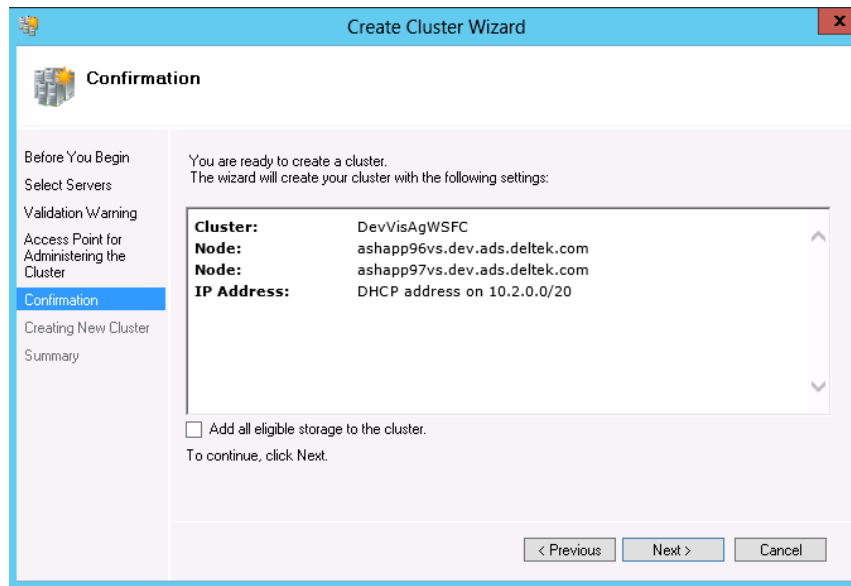 Create Cluster Wizard
X
Confirmation
Before You Begin
Select Servers
Validation Warning
Access Point for
Administering the
Cluster
Confirmation
Creating New Cluster
Summary
You are ready to create a cluster.
The wizard will create your cluster with the following settings:
Cluster: DevVisAgWSFC
Node: ashapp96vs.dev.ads.deltek.com
Node: ashapp97vs.dev.ads.deltek.com
IP Address: DHCP address on 10.2.0.0/20
Add all eligible storage to the cluster.
To continue, click Next.
< Previous
Next >
Cancel